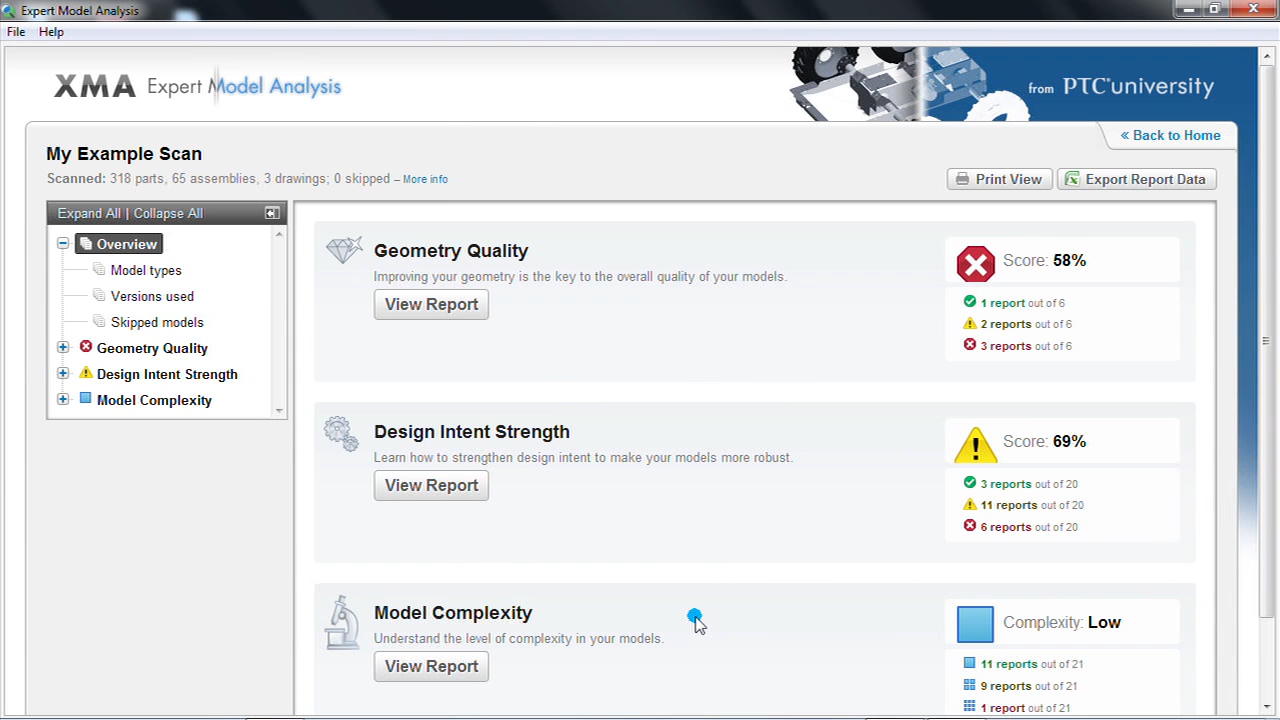 Expert Model Analysis
File Help
XMA Expert Model Analysis
from PTC university
« Back to Home
My Example Scan
Scanned: 318 parts, 65 assemblies, 3 drawings; 0 skipped – More info
Print View
Export Report Data
Expand All | Collapse All
Overview
Model types
Versions used
Skipped models
Geometry Quality
Design Intent Strength
Model Complexity
Geometry Quality
Improving your geometry is the key to the overall quality of your models.
View Report
Score: 58%
1 report out of 6
2 reports out of 6
3 reports out of 6
Design Intent Strength
Learn how to strengthen design intent to make your models more robust.
View Report
Score: 69%
3 reports out of 20
11 reports out of 20
6 reports out of 20
Model Complexity
Understand the level of complexity in your models.
View Report
Complexity: Low
11 reports out of 21
9 reports out of 21
1 report out of 21